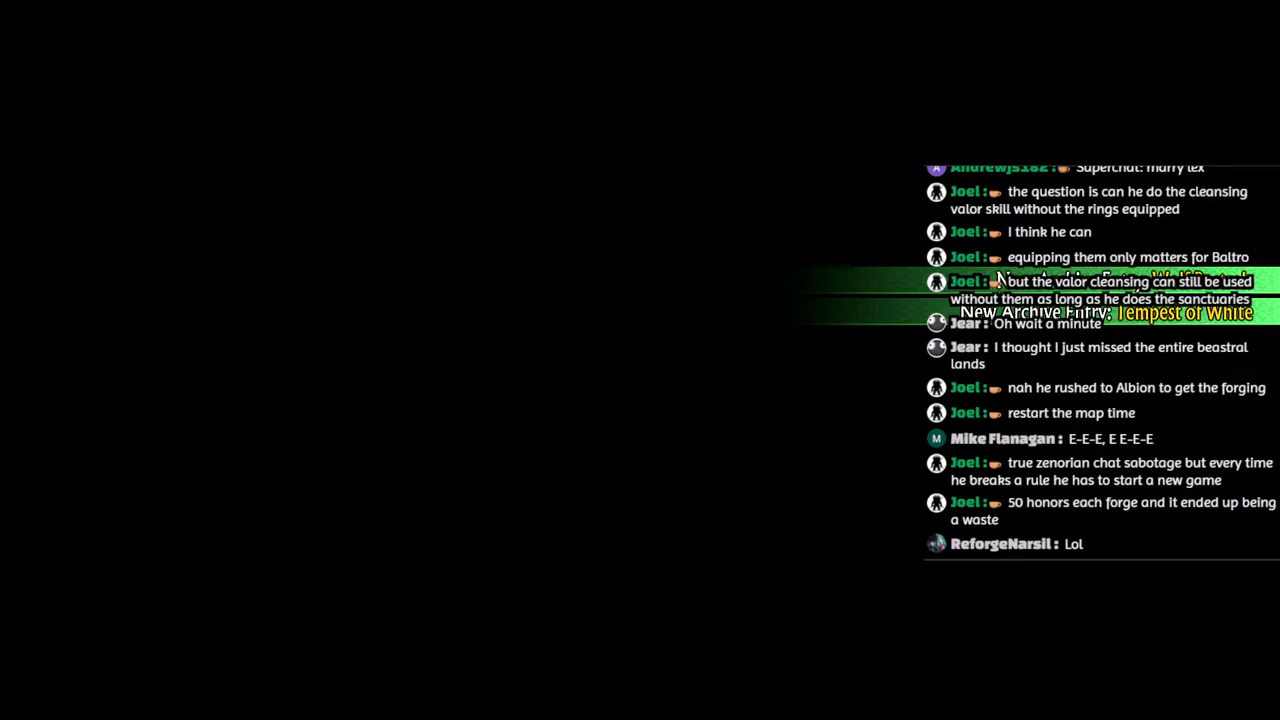 Andrewjs182 : Superchat: marry lex
Joel : the question is can he do the cleansing
valor skill without the rings equipped
Joel : I think he can
Joel : equipping them only matters for Baltro
Joel : but the valor cleansing can still be used
without them as long as he does the sanctuaries
New Archive Entry: Tempest of White
Jear : Oh wait a minute
Jear : I thought I just missed the entire beastral
lands
Joel : nah he rushed to Albion to get the forging
Joel : restart the map time
M Mike Flanagan : E-E-E, E E-E-E
Joel : true zenorian chat sabotage but every time
he breaks a rule he has to start a new game
Joel : 50 honors each forge and it ended up being
a waste
ReforgeNarsil : Lol